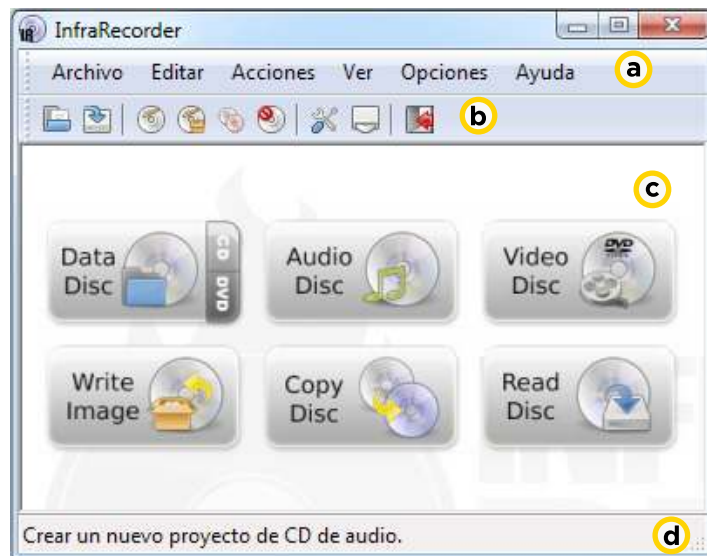 InfraRecorder
Archivo Editar Acciones Ver Opciones Ayuda a
b
c
Data Disc CD DVD
Audio Disc
DVD Video Disc
Write Image
Copy Disc
Read Disc
Crear un nuevo proyecto de CD de audio. d